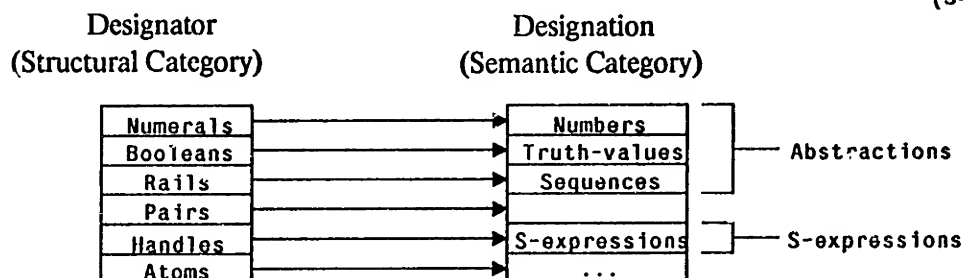 Designator Designation
(Structural Category) (Semantic Category)
Numerals Numbers
Booleans Truth-values Abstractions
Rails Sequences
Pairs
Handles S-expressions S-expressions
Atoms ...